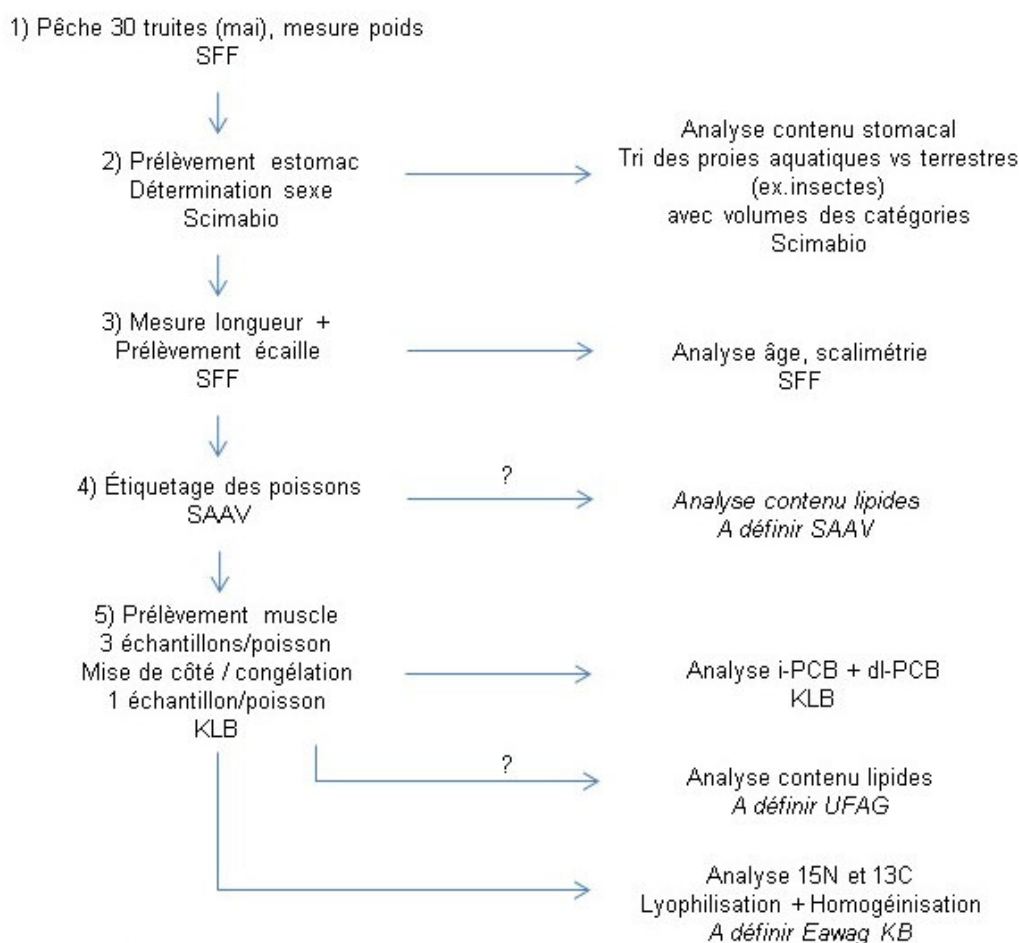 1) Pêche 30 truites (mai), mesure poids
SFF
2) Prélèvement estomac
Détermination sexe
Scimabio
Analyse contenu stomacal
Tri des proies aquatiques vs terrestres
(ex.insectes)
avec volumes des catégories
Scimabio
3) Mesure longueur +
Prélèvement écaille
SFF
Analyse âge, scalimétrie
SFF
4) Étiquetage des poissons
SAAV
?
Analyse contenu lipides
A définir SAAV
5) Prélèvement muscle
3 échantillons/poisson
Mise de côté / congélation
1 échantillon/poisson
KLB
Analyse i-PCB + dl-PCB
KLB
?
Analyse contenu lipides
A définir UFAG
Analyse 15N et 13C
Lyophilisation + Homogéinisation
A définir Eawag KB